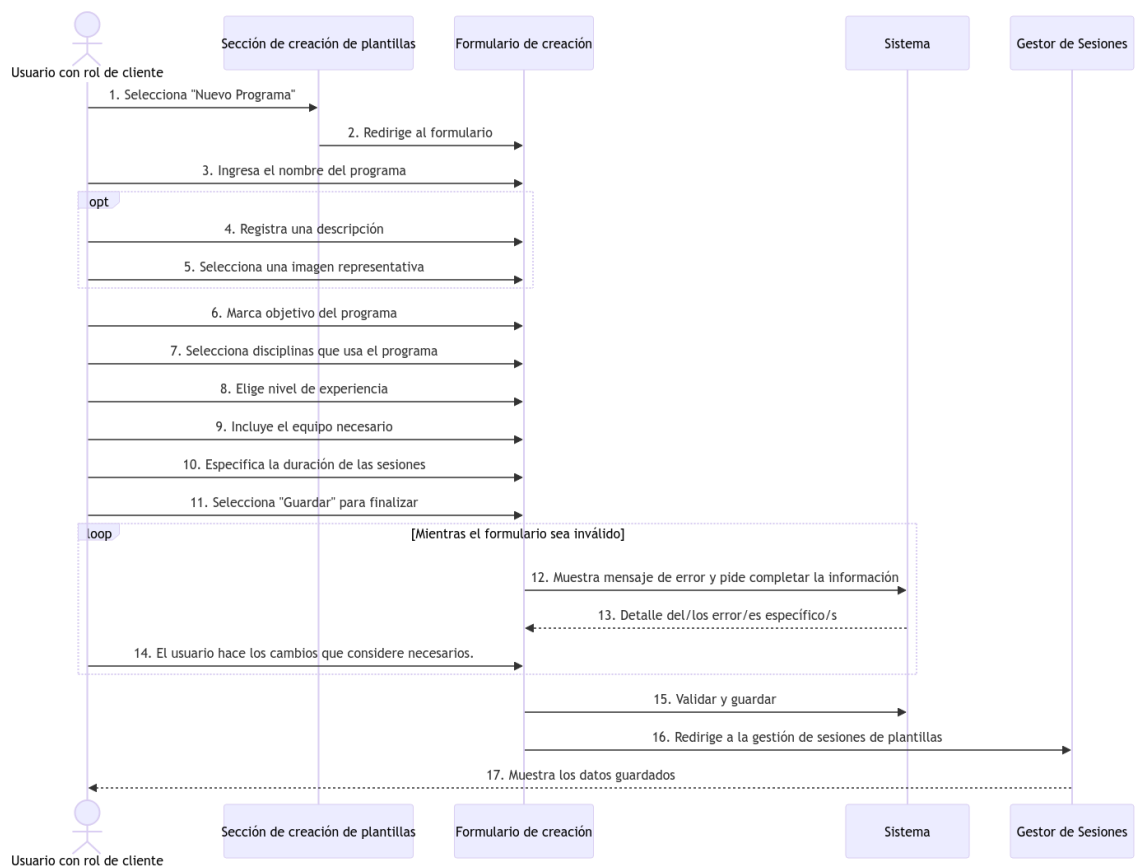 Usuario con rol de cliente
Sección de creación de plantillas
Formulario de creación
Sistema
Gestor de Sesiones
1. Selecciona "Nuevo Programa"
2. Redirige al formulario
3. Ingresa el nombre del programa
opt
4. Registra una descripción
5. Selecciona una imagen representativa
6. Marca objetivo del programa
7. Selecciona disciplinas que usa el programa
8. Elige nivel de experiencia
9. Incluye el equipo necesario
10. Especifica la duración de las sesiones
11. Selecciona "Guardar" para finalizar
loop
[Mientras el formulario sea inválido]
12. Muestra mensaje de error y pide completar la información
13. Detalle del/los error/es específico/s
14. El usuario hace los cambios que considere necesarios.
15. Validar y guardar
16. Redirige a la gestión de sesiones de plantillas
17. Muestra los datos guardados
Usuario con rol de cliente
Sección de creación de plantillas
Formulario de creación
Sistema
Gestor de Sesiones